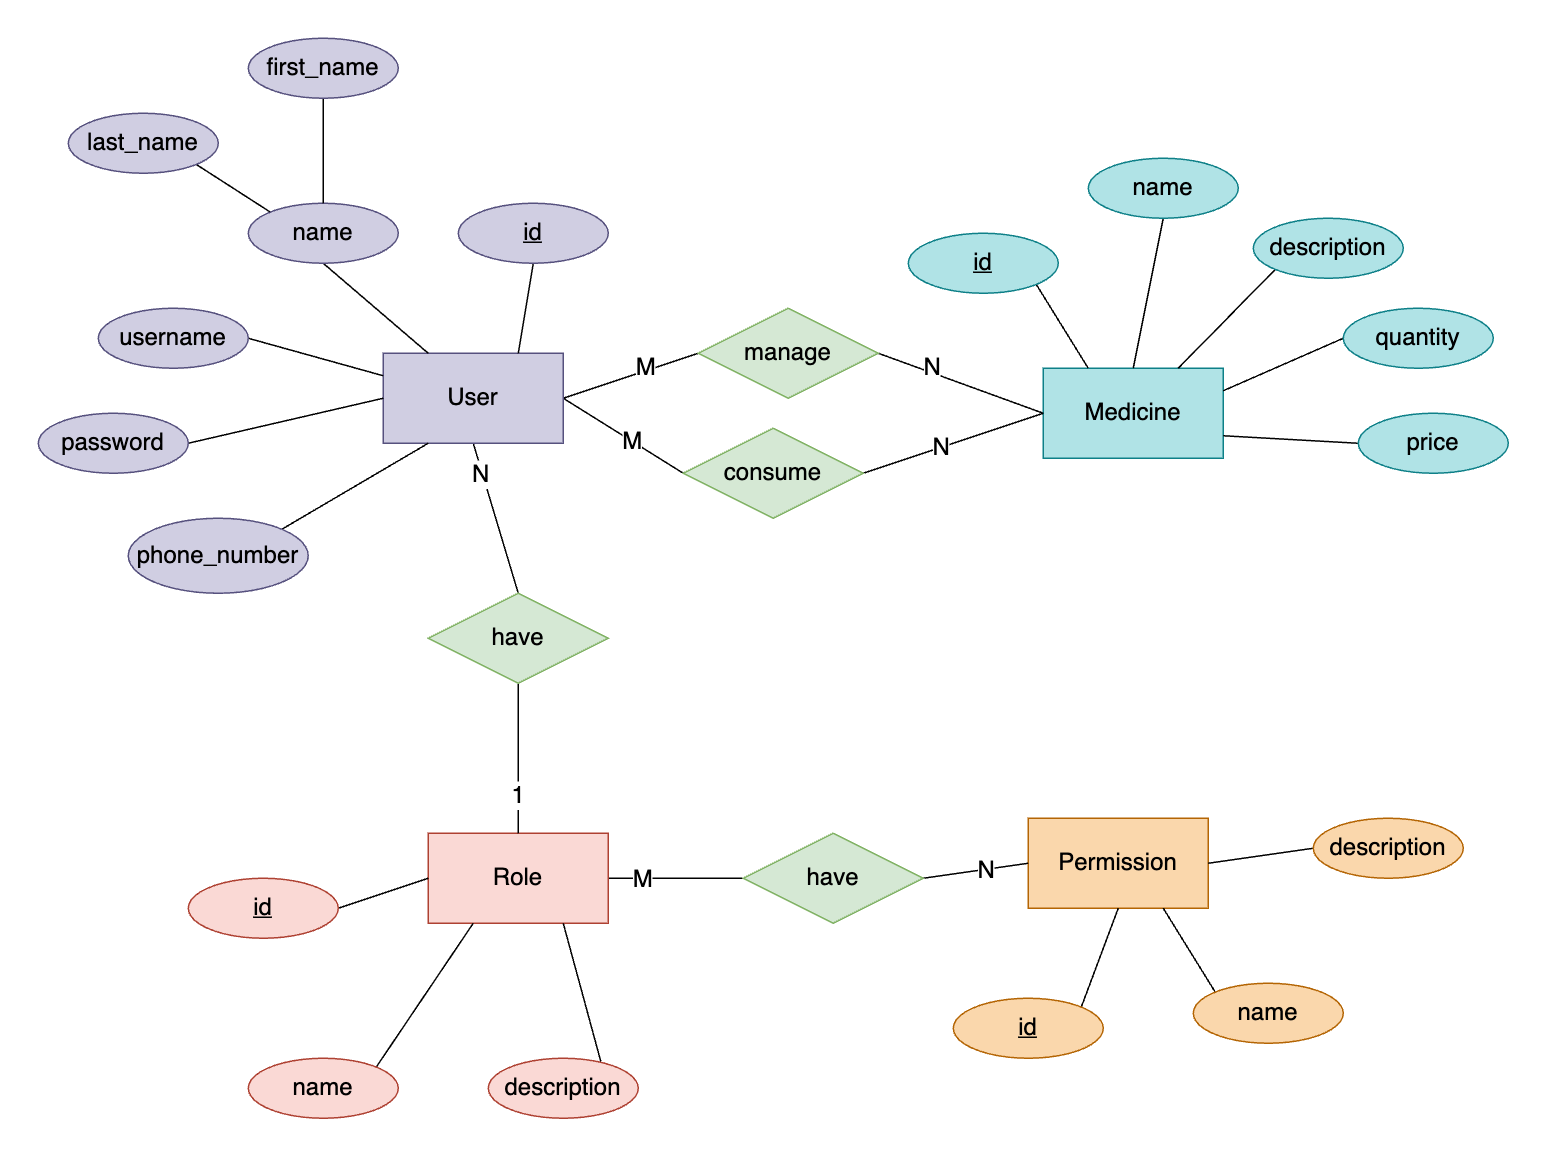 first_name
last_name
name
id
username
User
password
phone_number
M
manage
N
M
consume
N
id
name
description
quantity
Medicine
price
N
have
1
Role
id
name
description
M
have
N
Permission
description
id
name